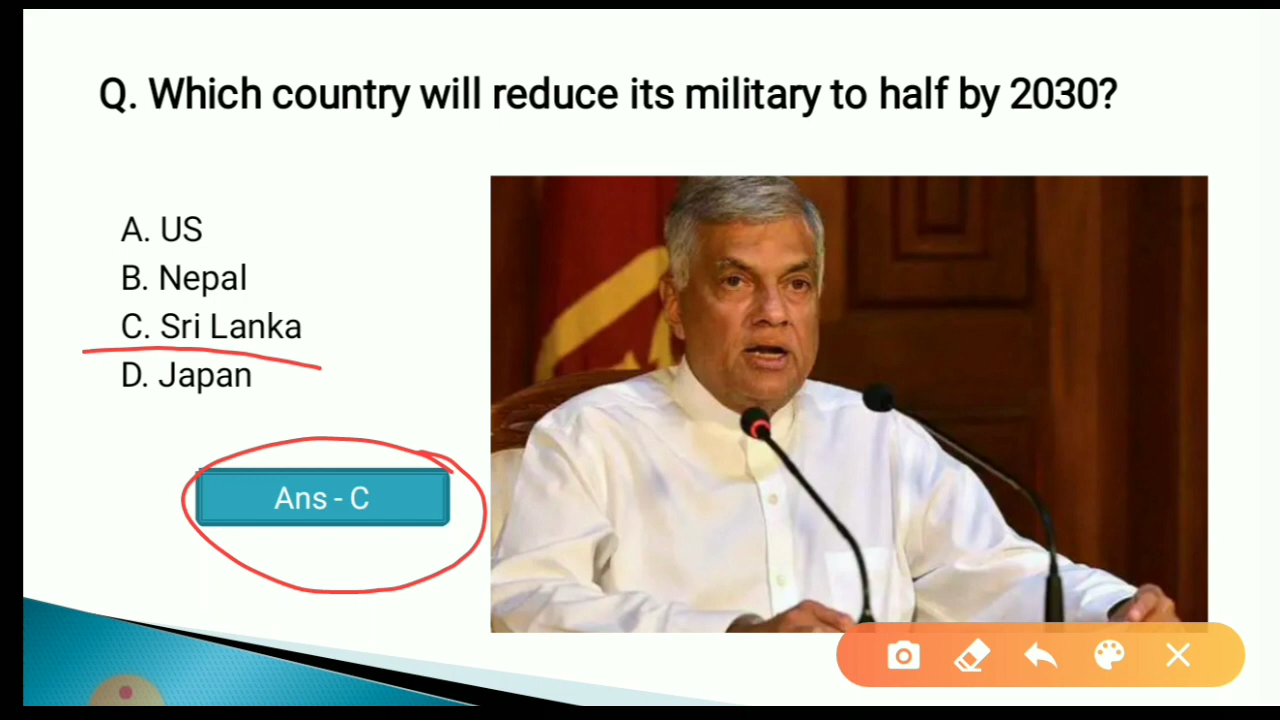 Q. Which country will reduce its military to half by 2030?
A. US
B. Nepal
C. Sri Lanka
D. Japan
Ans - C